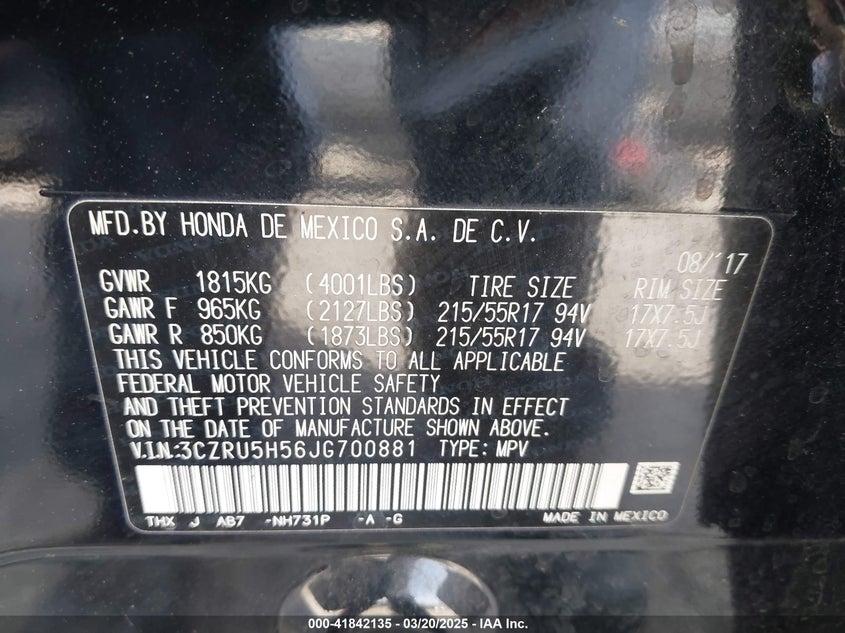 MFD.BY HONDA DE MEXICO S.A. DE C.V.
08/'17
GVWR 1815KG (4001LBS) TIRE SIZE RIM SIZE
GAWR F 965KG (2127LBS) 215/55R17 94V 17X7.5J
GAWR R 850KG (1873LBS) 215/55R17 94V 17X7.5J
THIS VEHICLE CONFORMS TO ALL APPLICABLE
FEDERAL MOTOR VEHICLE SAFETY
AND THEFT PREVENTION STANDARDS IN EFFECT
ON THE DATE OF MANUFACTURE SHOWN ABOVE.
V.I.N.:3CZRU5H56JG700881 TYPE: MPV
THX J AB7 -NH731P -A -G MADE IN MEXICO
000-41842135 - 03/20/2025 - IAA Inc.